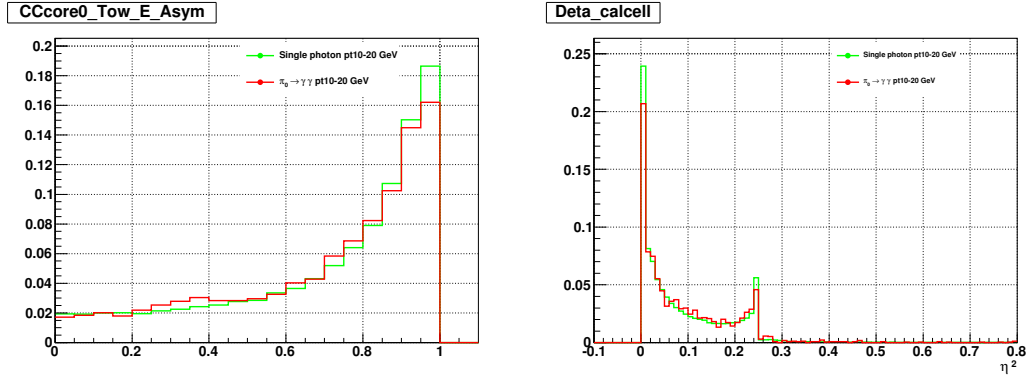 CCcore0_Tow_E_Asym
Single photon pt10-20 GeV
π₀ → γ γ pt10-20 GeV
0.2
0.18
0.16
0.14
0.12
0.1
0.08
0.06
0.04
0.02
0
0 0.2 0.4 0.6 0.8 1
Deta_calcell
Single photon pt10-20 GeV
π₀ → γ γ pt10-20 GeV
0.25
0.2
0.15
0.1
0.05
0
-0.1 0 0.1 0.2 0.3 0.4 0.5 0.6 0.7 0.8
η²